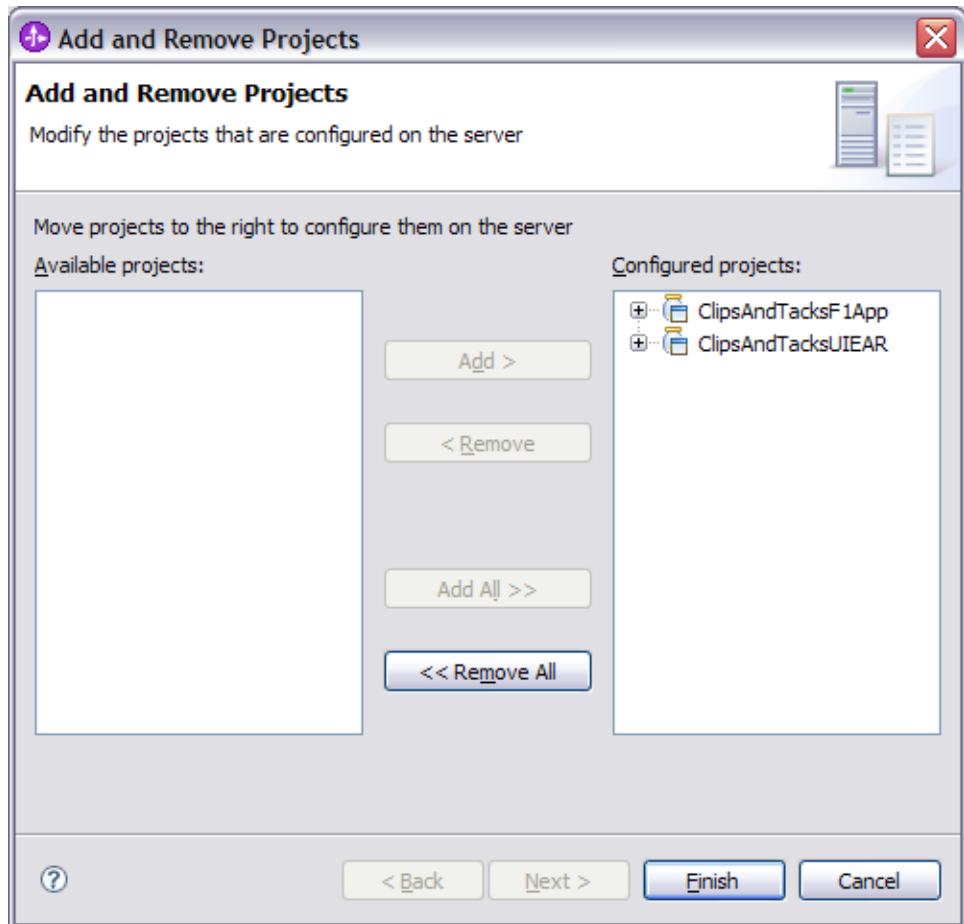 Add and Remove Projects
Add and Remove Projects
Modify the projects that are configured on the server
Move projects to the right to configure them on the server
Available projects:
Configured projects:
ClipsAndTacksF1App
ClipsAndTacksUIEAR
Add >
< Remove
Add All >>
<< Remove All
?
< Back
Next >
Finish
Cancel